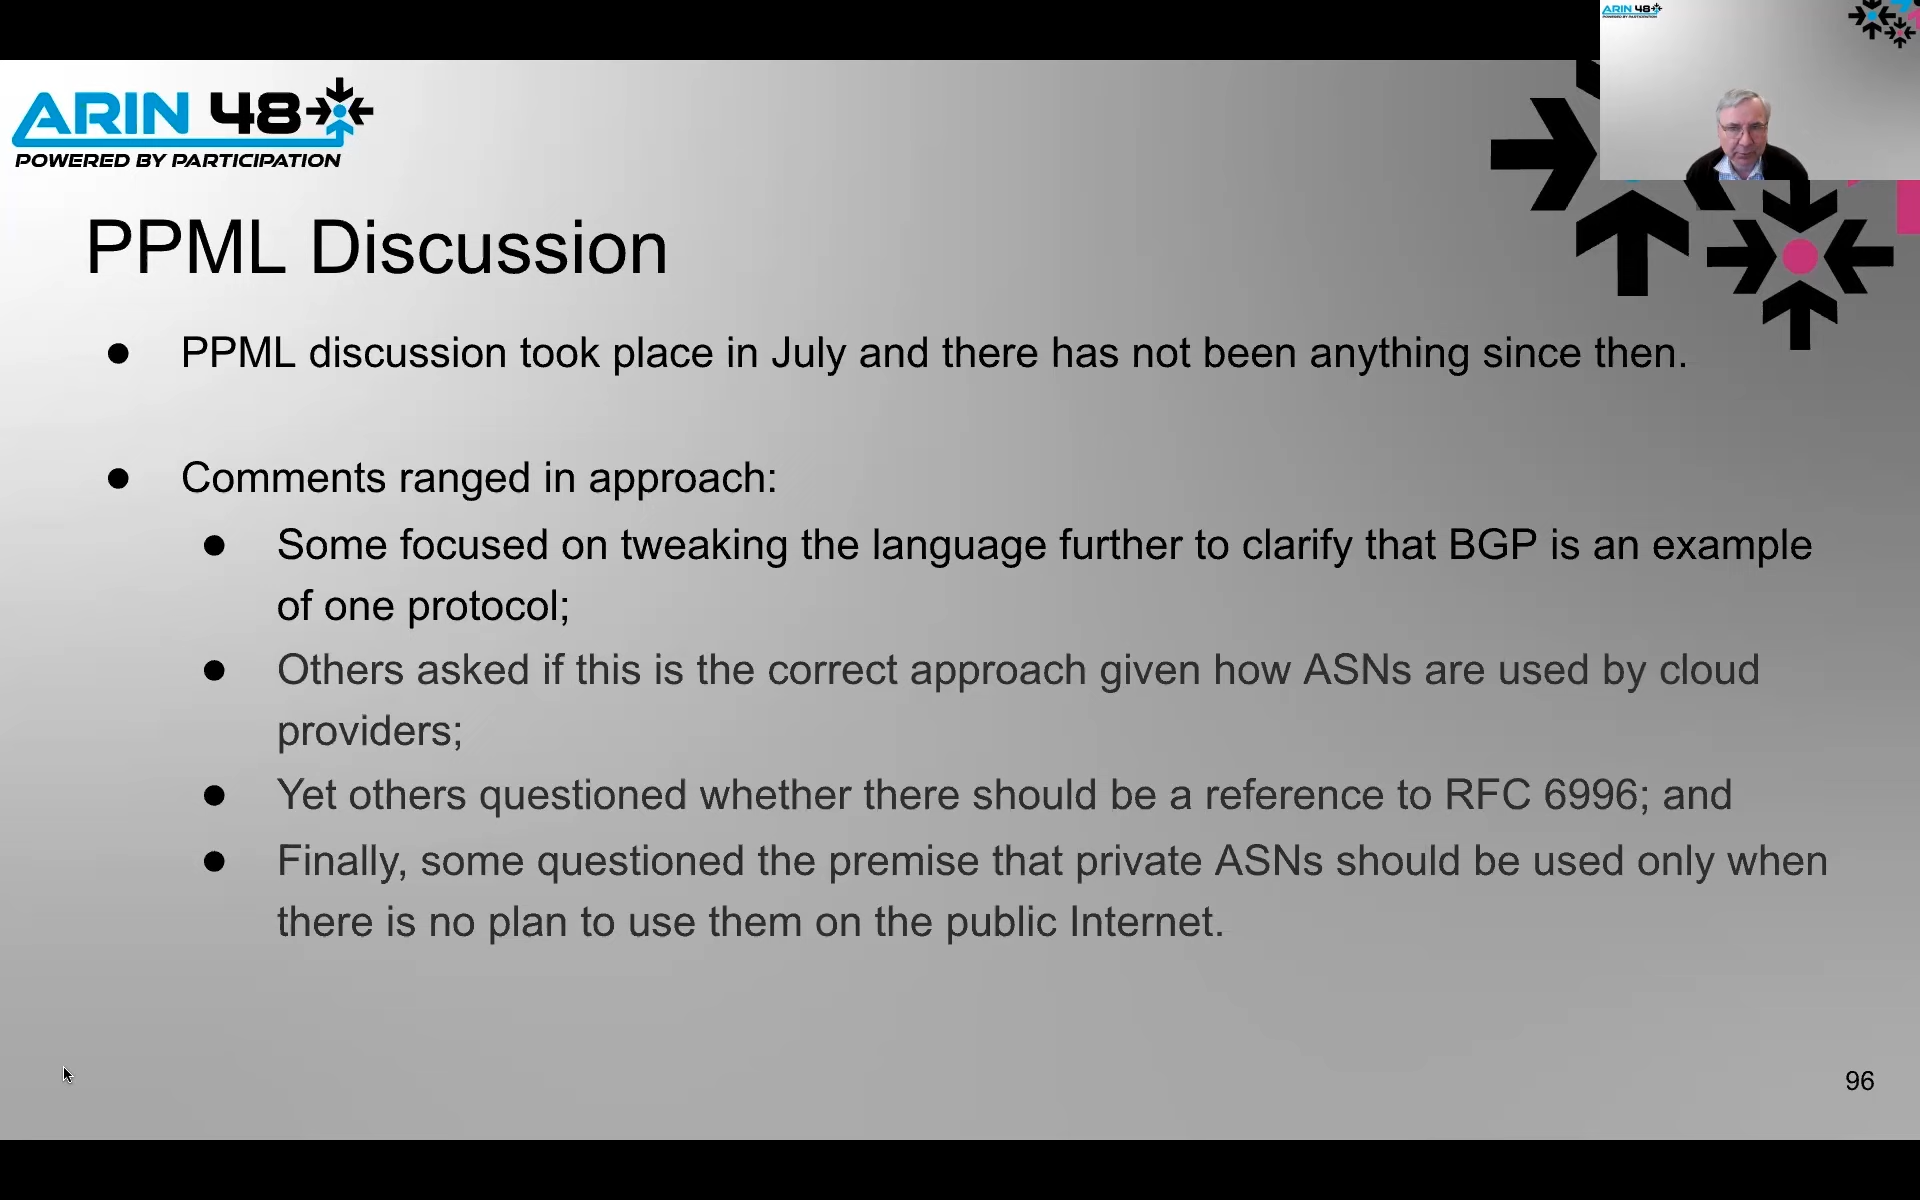 ARIN 48
POWERED BY PARTICIPATION
ARIN 48
POWERED BY PARTICIPATION
PPML Discussion
● PPML discussion took place in July and there has not been anything since then.
● Comments ranged in approach:
● Some focused on tweaking the language further to clarify that BGP is an example
of one protocol;
● Others asked if this is the correct approach given how ASNs are used by cloud
providers;
● Yet others questioned whether there should be a reference to RFC 6996; and
● Finally, some questioned the premise that private ASNs should be used only when
there is no plan to use them on the public Internet.
96